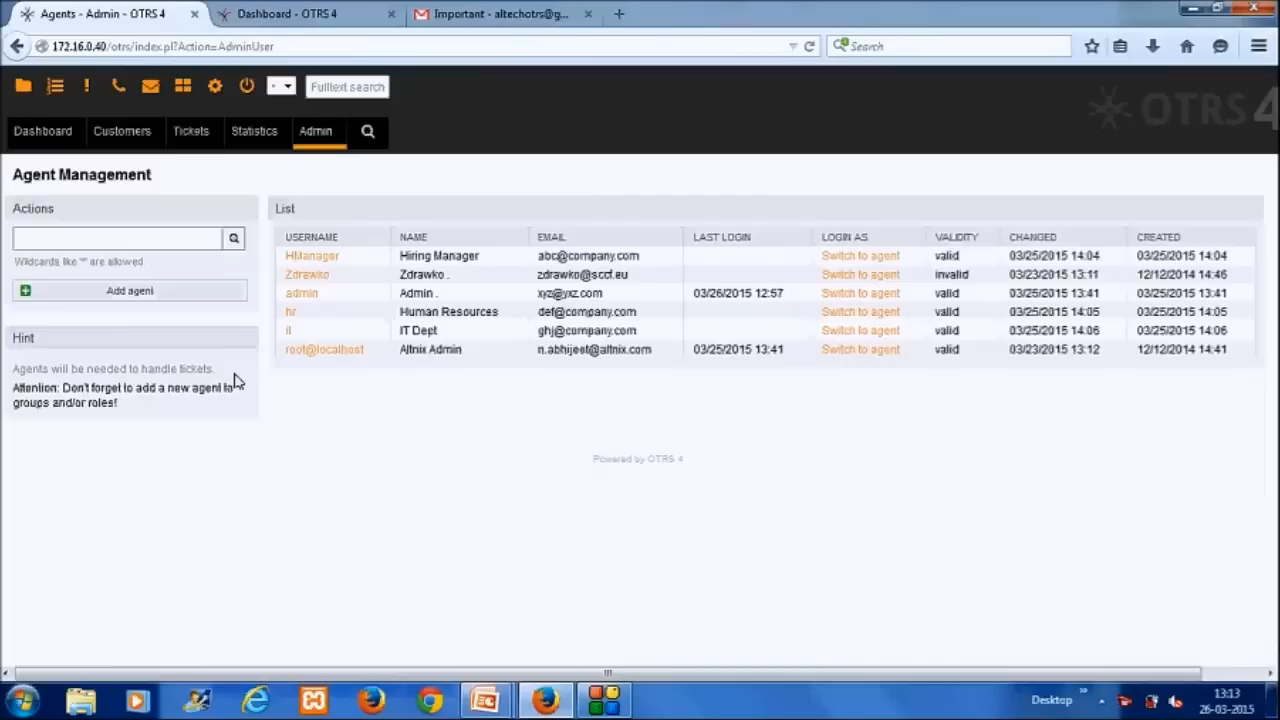 Agents - Admin - OTRS 4
Dashboard - OTRS 4
Important - altechotrs@g...
172.16.0.40/otrs/index.pl?Action=AdminUser
Search
Fulltext search
Dashboard
Customers
Tickets
Statistics
Admin
OTRS 4
Agent Management
Actions
Wildcards like '*' are allowed
Add agent
Hint
Agents will be needed to handle tickets.
Attention: Don't forget to add a new agent to
groups and/or roles!
List
USERNAME NAME EMAIL LAST LOGIN LOGIN AS VALIDITY CHANGED CREATED
HManager Hiring Manager abc@company.com Switch to agent valid 03/25/2015 14:04 03/25/2015 14:04
Zdrawko Zdrawko . zdrawko@sccf.eu Switch to agent invalid 03/23/2015 13:11 12/12/2014 14:46
admin Admin . xyz@yxz.com 03/26/2015 12:57 Switch to agent valid 03/25/2015 13:41 03/25/2015 13:41
hr Human Resources def@company.com Switch to agent valid 03/25/2015 14:05 03/25/2015 14:05
it IT Dept ghj@company.com Switch to agent valid 03/25/2015 14:06 03/25/2015 14:06
root@localhost Altnix Admin n.abhijeet@altnix.com 03/25/2015 13:41 Switch to agent valid 03/23/2015 13:12 12/12/2014 14:41
Powered by OTRS 4
Desktop
13:13
26-03-2015